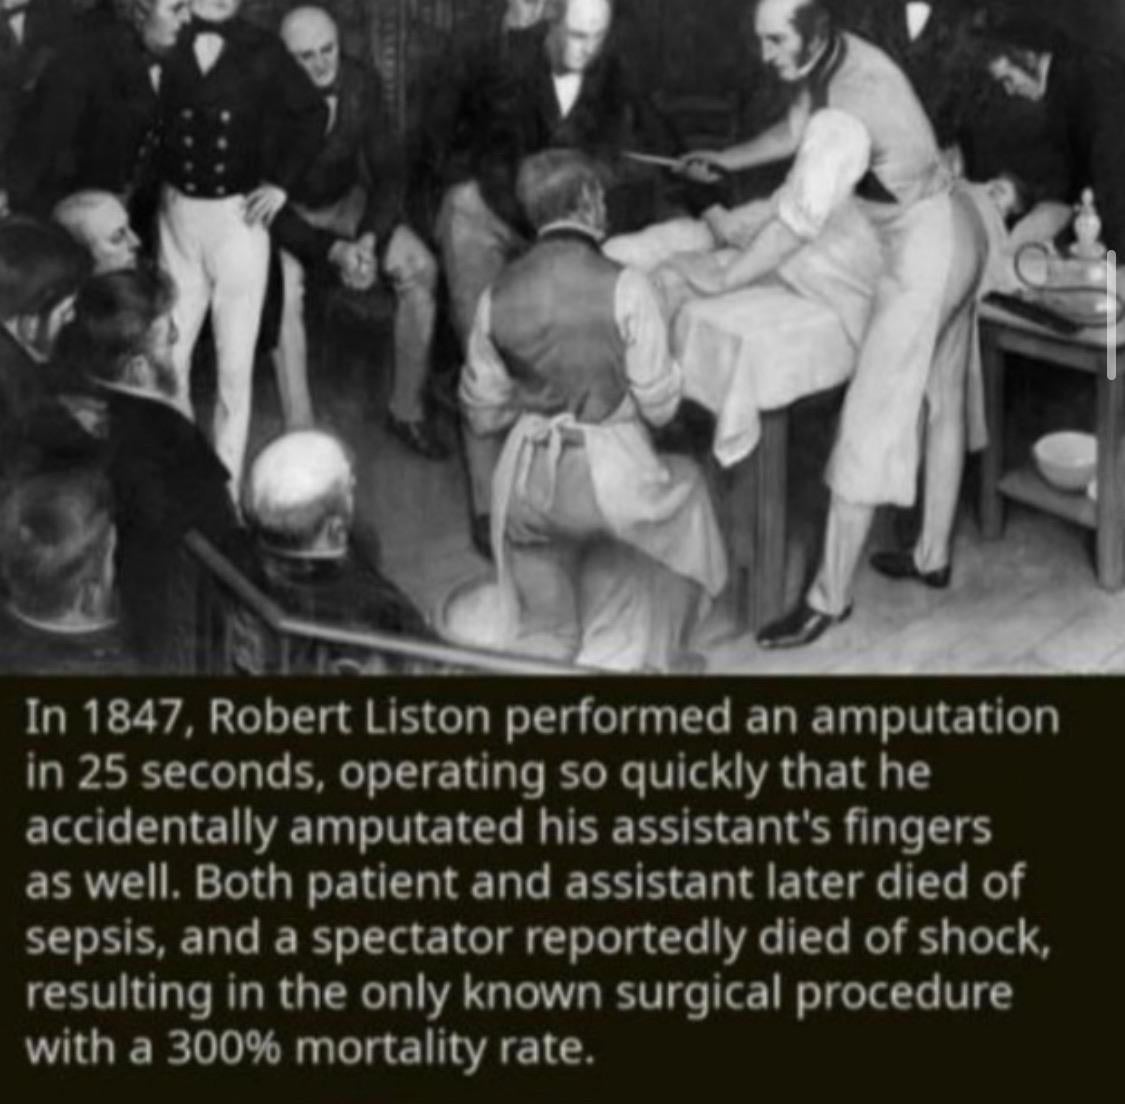 In 1847, Robert Liston performed an amputation
in 25 seconds, operating so quickly that he
accidentally amputated his assistant's fingers
as well. Both patient and assistant later died of
sepsis, and a spectator reportedly died of shock,
resulting in the only known surgical procedure
with a 300% mortality rate.